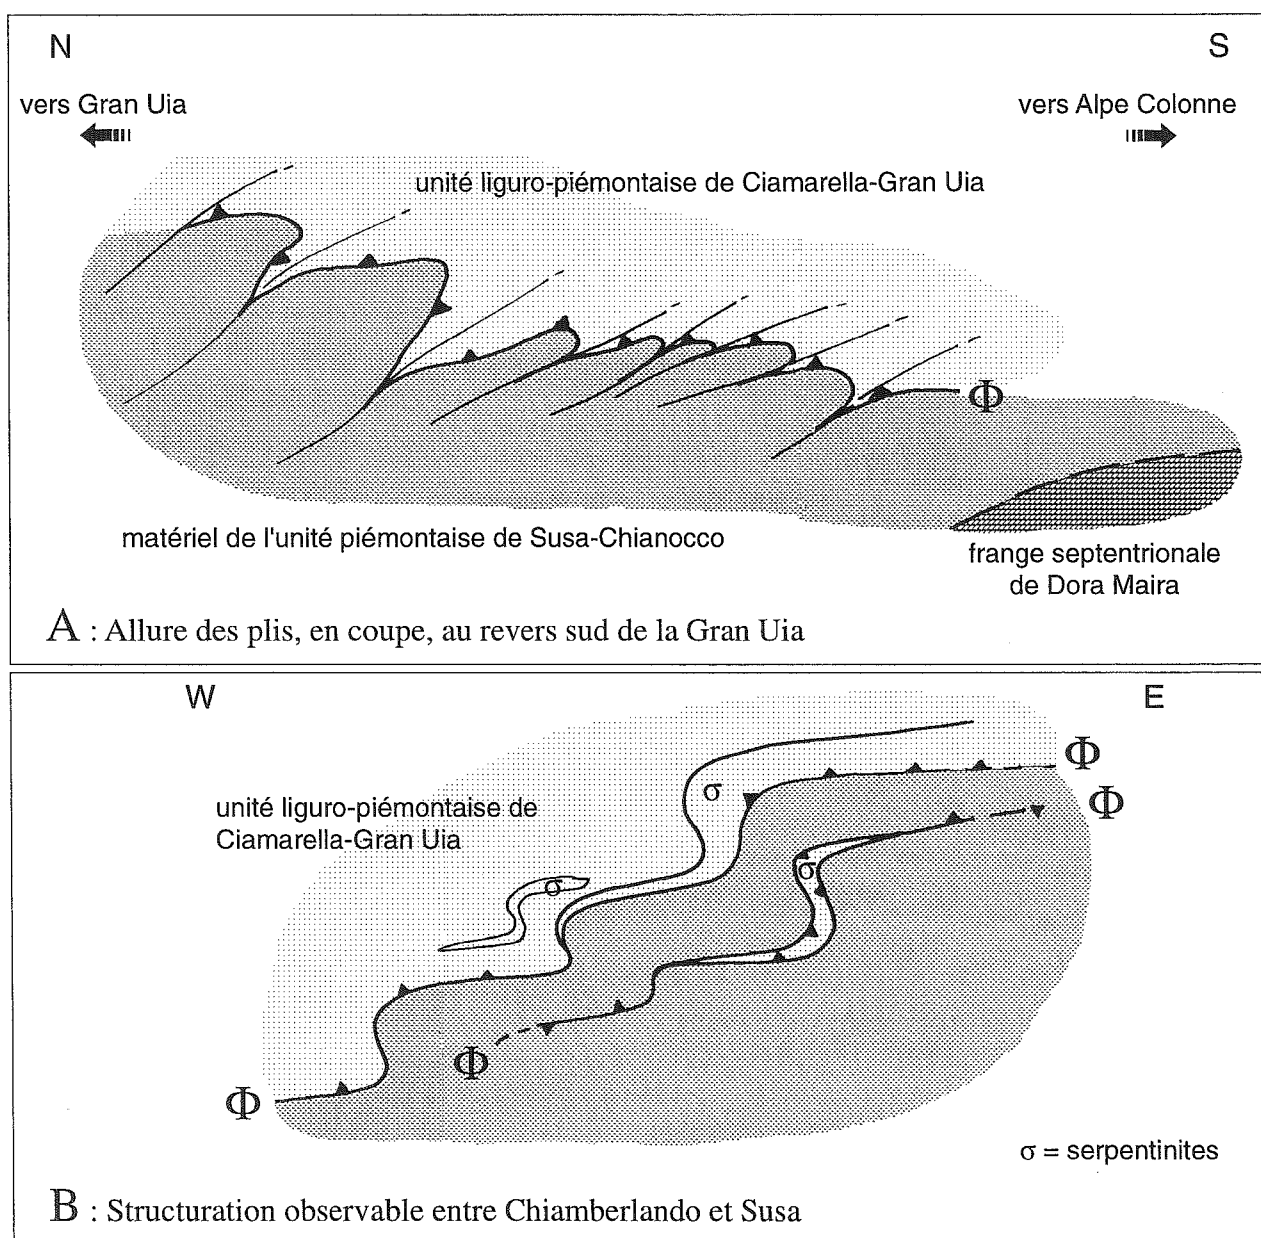 N
S
vers Gran Uia
vers Alpe Colonne
unité liguro-piémontaise de Ciamarella-Gran Uia
Φ
matériel de l'unité piémontaise de Susa-Chianocco
frange septentrionale
de Dora Maira
A : Allure des plis, en coupe, au revers sud de la Gran Uia
W
E
Φ
Φ
σ
unité liguro-piémontaise de
Ciamarella-Gran Uia
σ
σ
Φ
Φ
σ = serpentinites
B : Structuration observable entre Chiamberlando et Susa